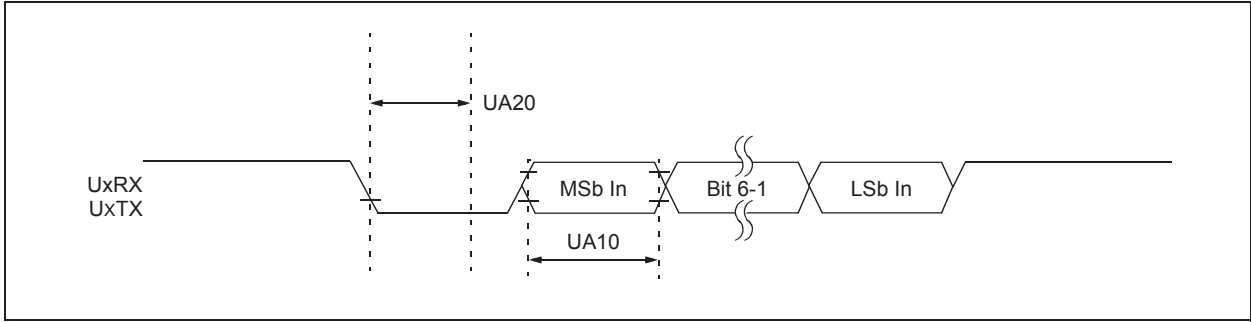 UA20
UxRX
UxTX
MSb In
Bit 6-1
LSb In
UA10